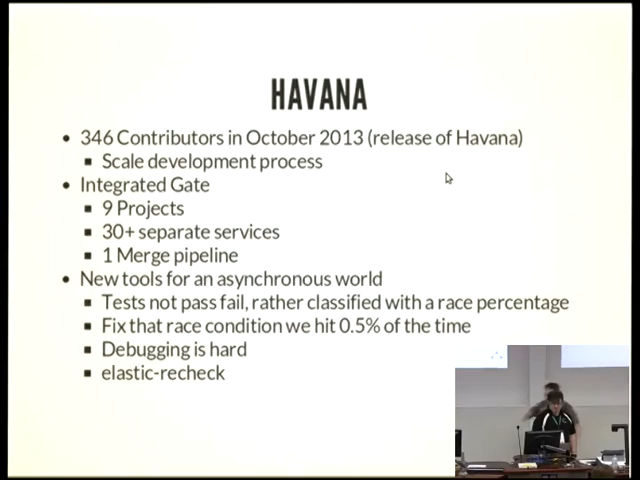 HAVANA
346 Contributors in October 2013 (release of Havana)
Scale development process
Integrated Gate
9 Projects
30+ separate services
1 Merge pipeline
New tools for an asynchronous world
Tests not pass fail, rather classified with a race percentage
Fix that race condition we hit 0.5% of the time
Debugging is hard
elastic-recheck